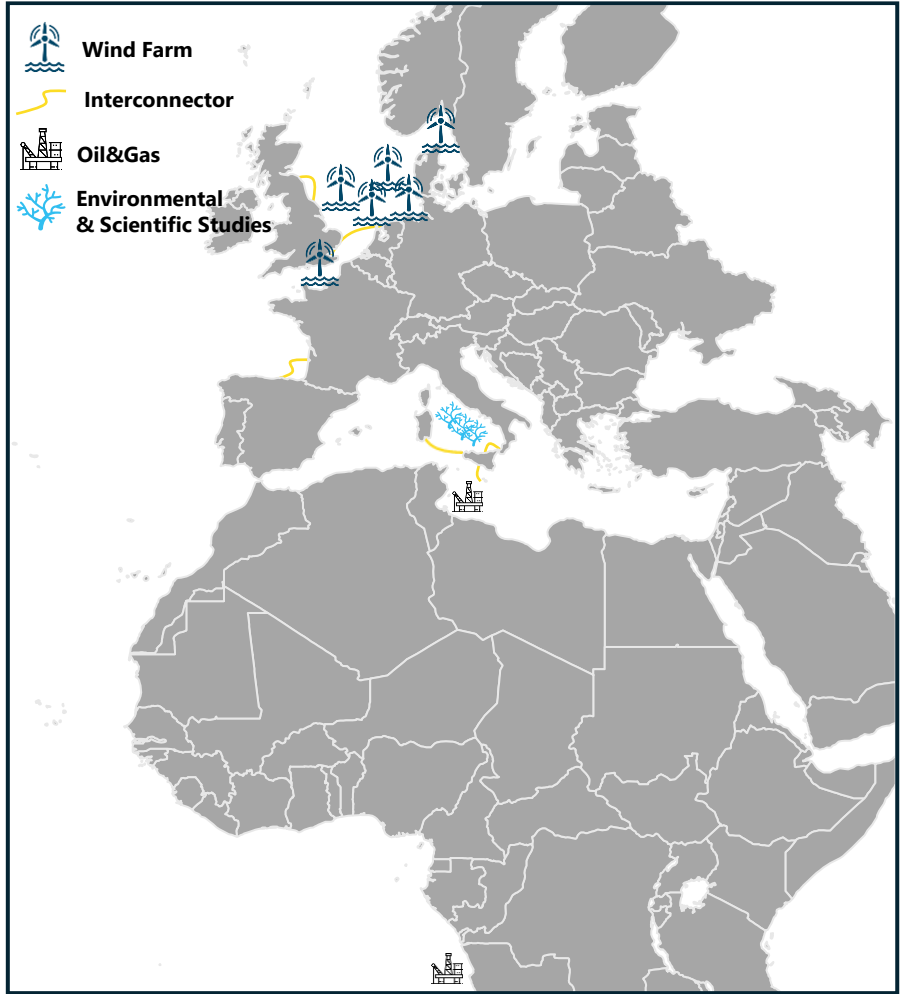 Wind Farm
Interconnector
Oil&Gas
Environmental
& Scientific Studies